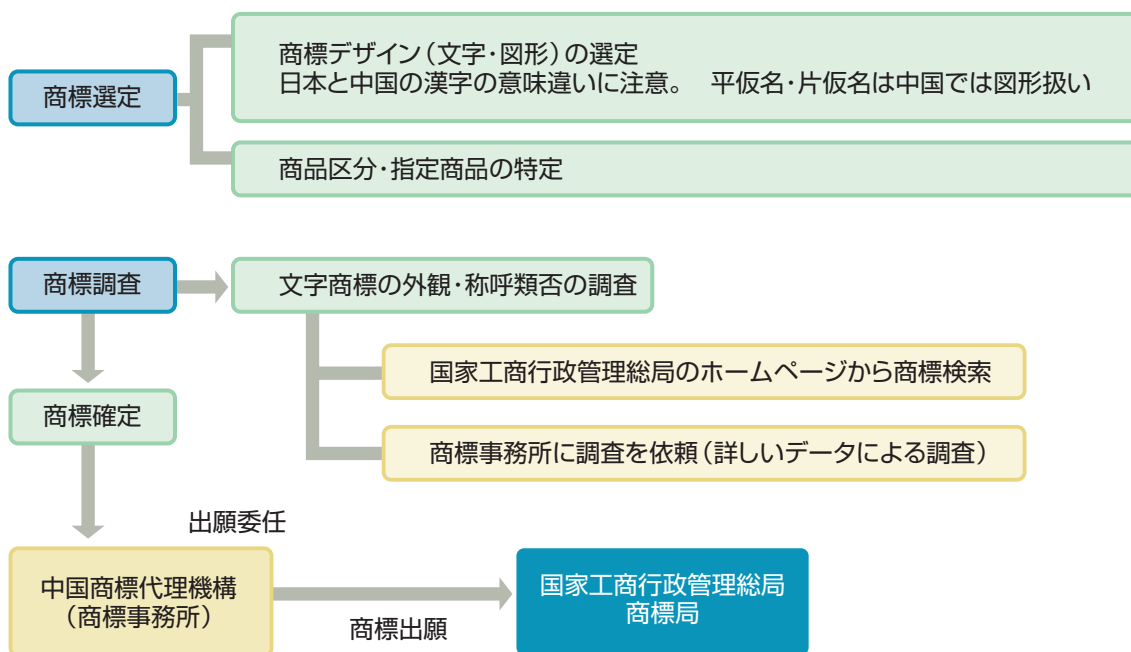 商標選定
商標デザイン（文字・図形）の選定
日本と中国の漢字の意味違いに注意。　平仮名・片仮名は中国では図形扱い
商品区分・指定商品の特定
商標調査
文字商標の外観・称呼類否の調査
国家工商行政管理総局のホームページから商標検索
商標確定
商標事務所に調査を依頼（詳しいデータによる調査）
出願委任
中国商標代理機構
（商標事務所）
商標出願
国家工商行政管理総局
商標局